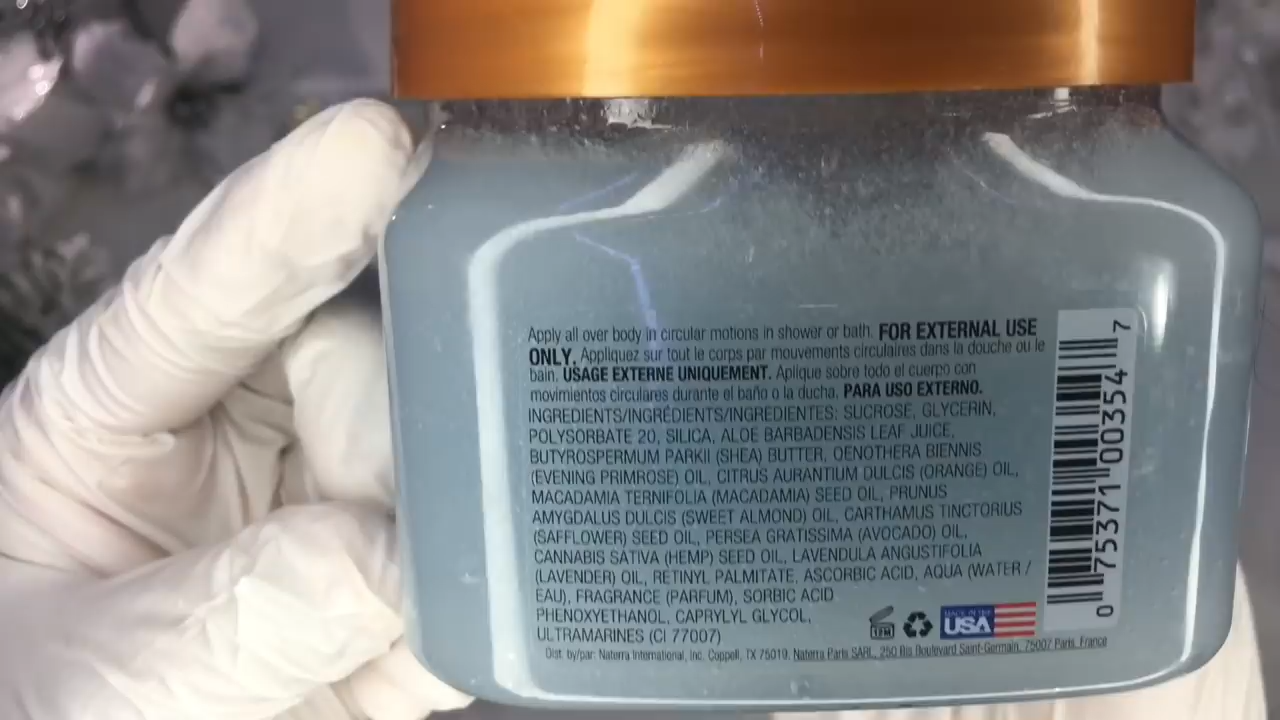 Apply all over body in circular motions in shower or bath. FOR EXTERNAL USE
ONLY. Appliquez sur tout le corps par mouvements circulaires dans la douche ou le
bain. USAGE EXTERNE UNIQUEMENT. Aplique sobre todo el cuerpo con
movimientos circulares durante el baño o la ducha. PARA USO EXTERNO.
INGREDIENTS/INGRÉDIENTS/INGREDIENTES: SUCROSE, GLYCERIN,
POLYSORBATE 20, SILICA, ALOE BARBADENSIS LEAF JUICE,
BUTYROSPERMUM PARKII (SHEA) BUTTER, OENOTHERA BIENNIS
(EVENING PRIMROSE) OIL, CITRUS AURANTIUM DULCIS (ORANGE) OIL,
MACADAMIA TERNIFOLIA (MACADAMIA) SEED OIL, PRUNUS
AMYGDALUS DULCIS (SWEET ALMOND) OIL, CARTHAMUS TINCTORIUS
(SAFFLOWER) SEED OIL, PERSEA GRATISSIMA (AVOCADO) OIL,
CANNABIS SATIVA (HEMP) SEED OIL, LAVENDULA ANGUSTIFOLIA
(LAVENDER) OIL, RETINYL PALMITATE, ASCORBIC ACID, AQUA (WATER /
EAU), FRAGRANCE (PARFUM), SORBIC ACID
PHENOXYETHANOL, CAPRYLYL GLYCOL,
ULTRAMARINES (CI 77007)
12M
MADE IN THE
USA
Dist. by/par: Naterra International, Inc. Coppell, TX 75019. Naterra Paris SARL, 250 Bis Boulevard Saint-Germain, 75007 Paris, France
0 75371 00354 7